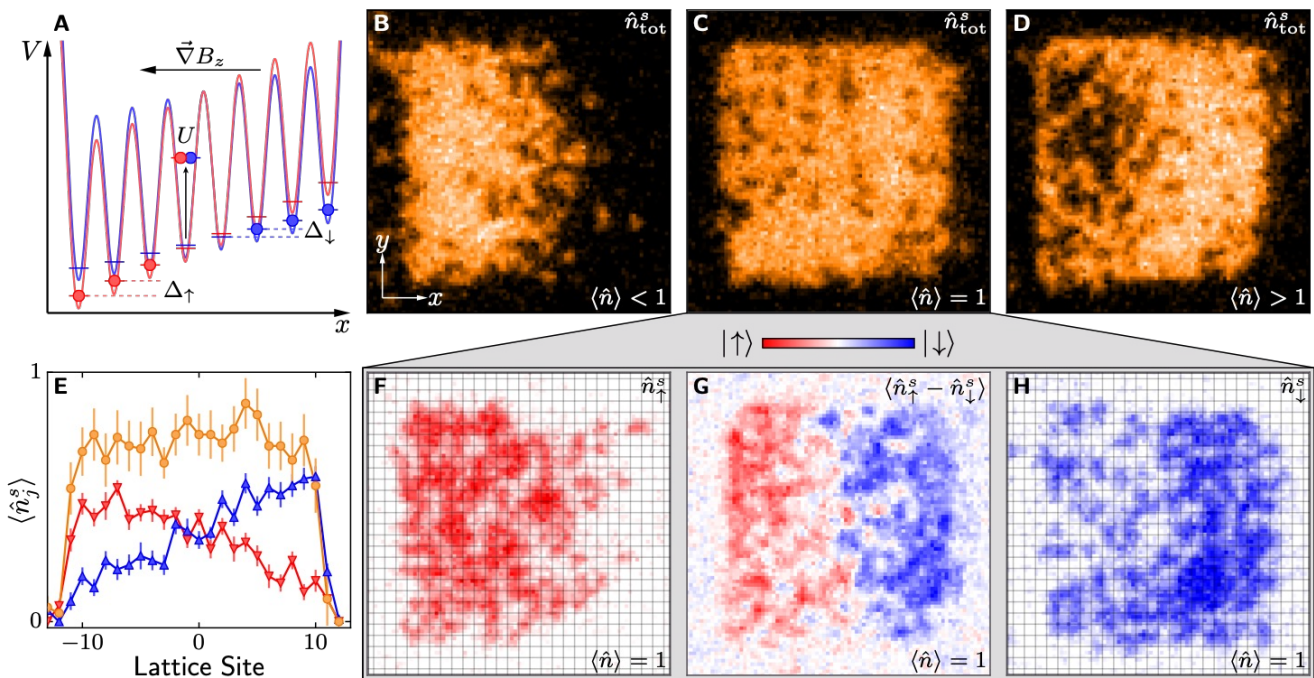 A
V
∇⃗B_z
U
Δ_↑
Δ_↓
x
B
n̂^s_tot
y
x
⟨n̂⟩ < 1
C
n̂^s_tot
⟨n̂⟩ = 1
D
n̂^s_tot
⟨n̂⟩ > 1
|↑⟩ |↓⟩
E
1
⟨n̂^s_j⟩
0
−10 0 10
Lattice Site
F
n̂^s_↑
⟨n̂⟩ = 1
G
⟨n̂^s_↑ − n̂^s_↓⟩
⟨n̂⟩ = 1
H
n̂^s_↓
⟨n̂⟩ = 1